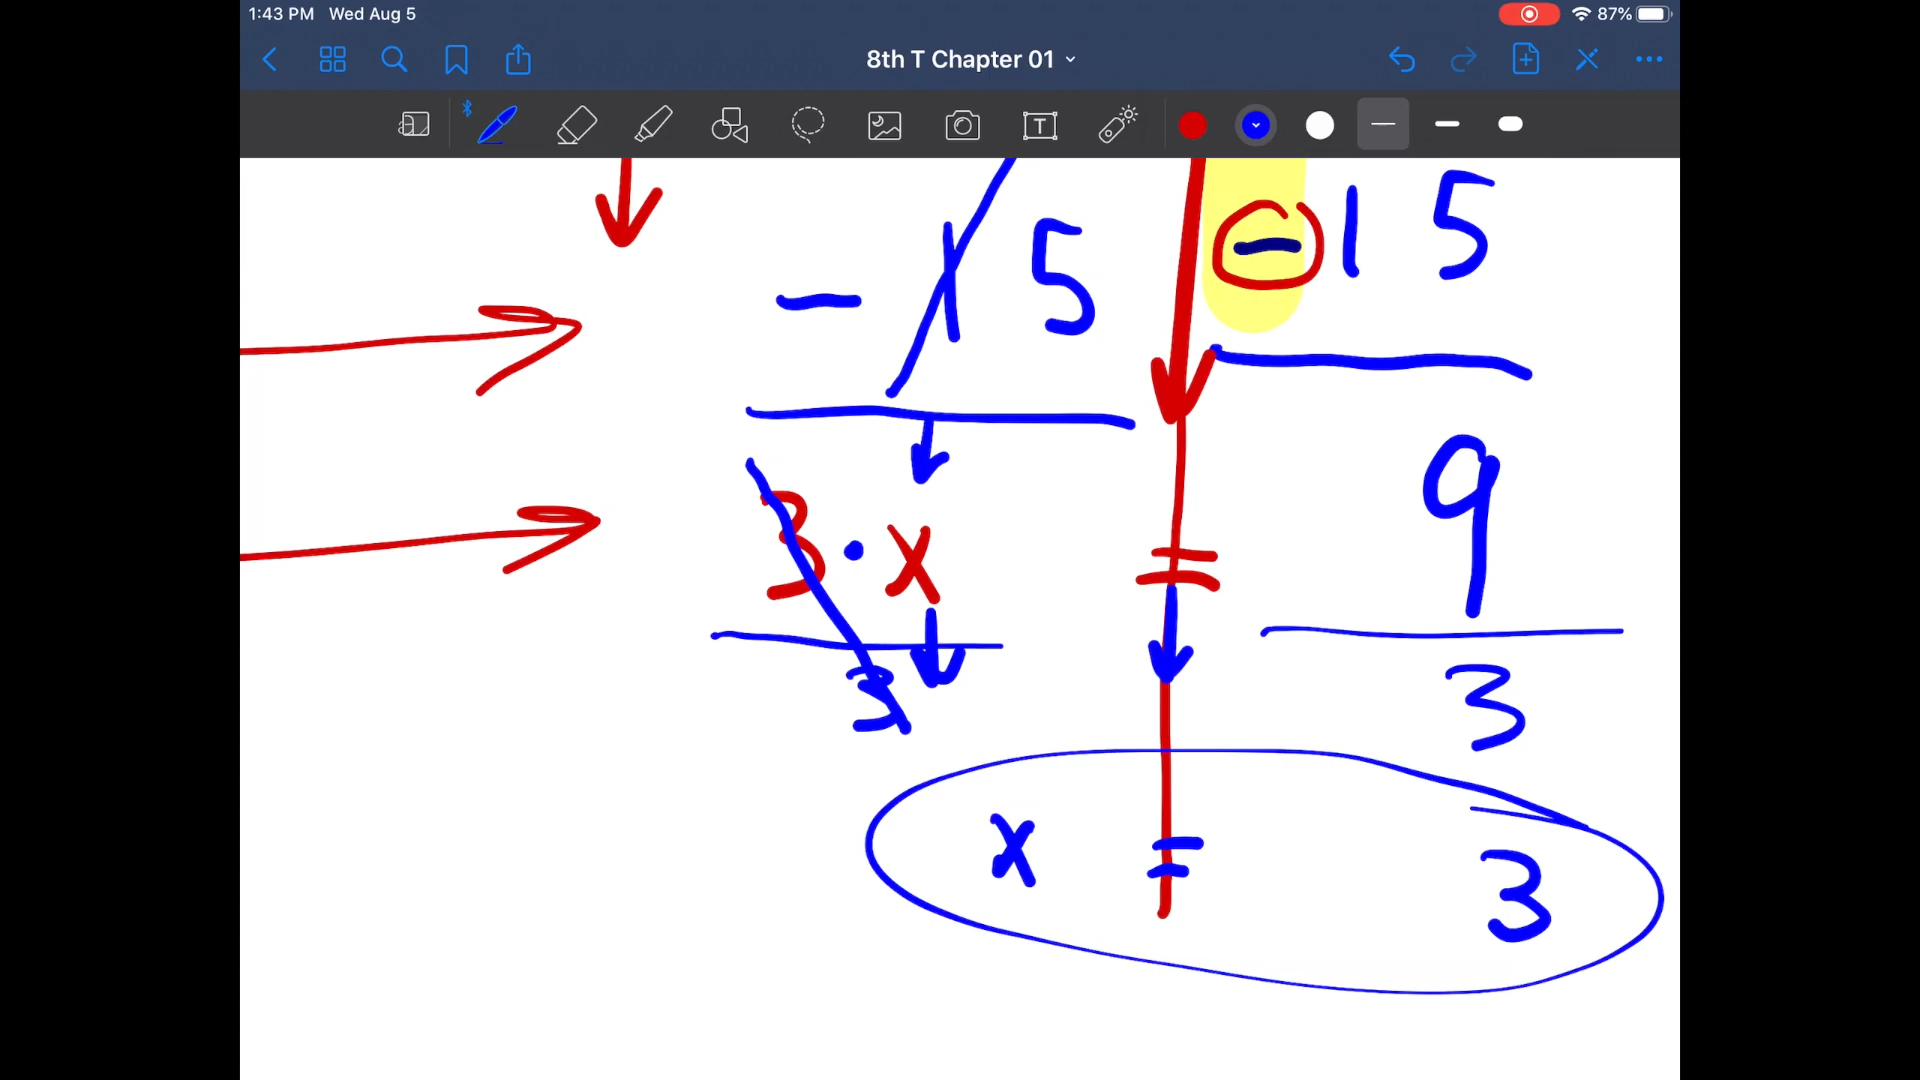 1:43 PM Wed Aug 5 87%
8th T Chapter 01
T
- 15 - 15
3 · x = 9
3 3
x = 3